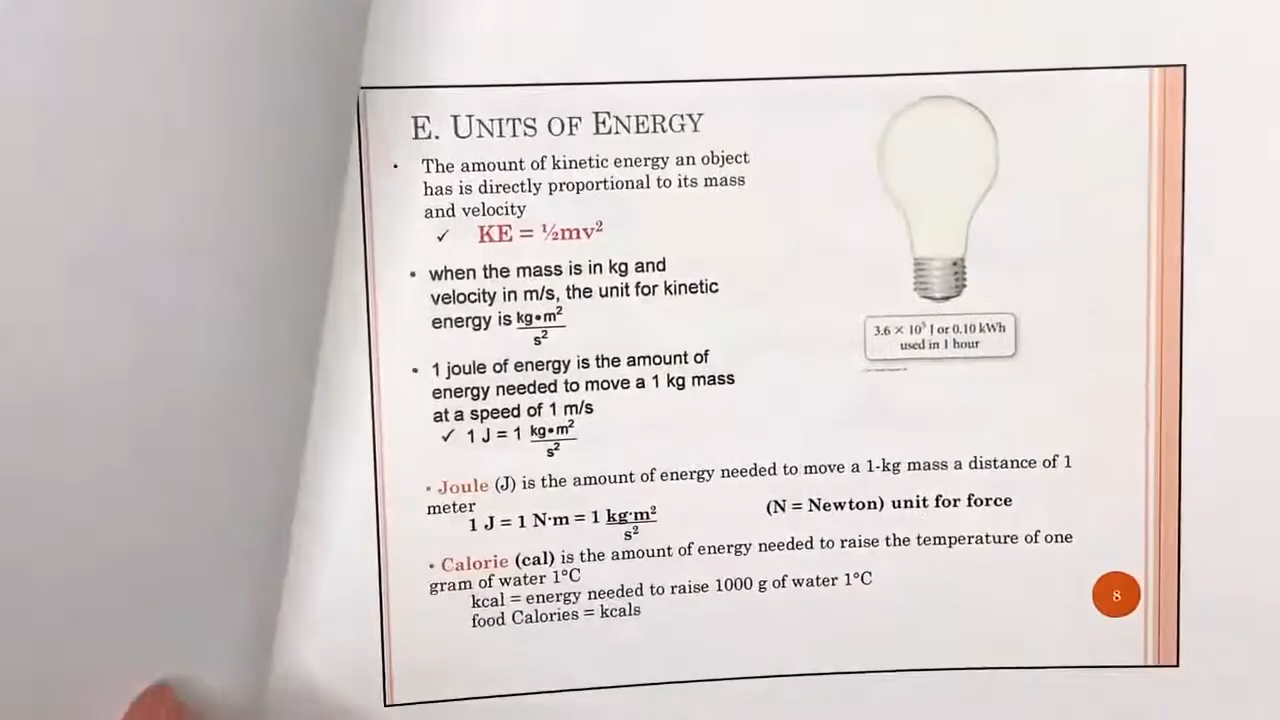 E. UNITS OF ENERGY
• The amount of kinetic energy an object
has is directly proportional to its mass
and velocity
✓ KE = ½mv²
• when the mass is in kg and
velocity in m/s, the unit for kinetic
energy is kg•m²
s²
• 1 joule of energy is the amount of
energy needed to move a 1 kg mass
at a speed of 1 m/s
✓ 1 J = 1 kg•m²
s²
3.6 × 10⁵ J or 0.10 kWh
used in 1 hour
• Joule (J) is the amount of energy needed to move a 1-kg mass a distance of 1
meter
1 J = 1 N·m = 1 kg·m²
s²
(N = Newton) unit for force
• Calorie (cal) is the amount of energy needed to raise the temperature of one
gram of water 1°C
kcal = energy needed to raise 1000 g of water 1°C
food Calories = kcals
8